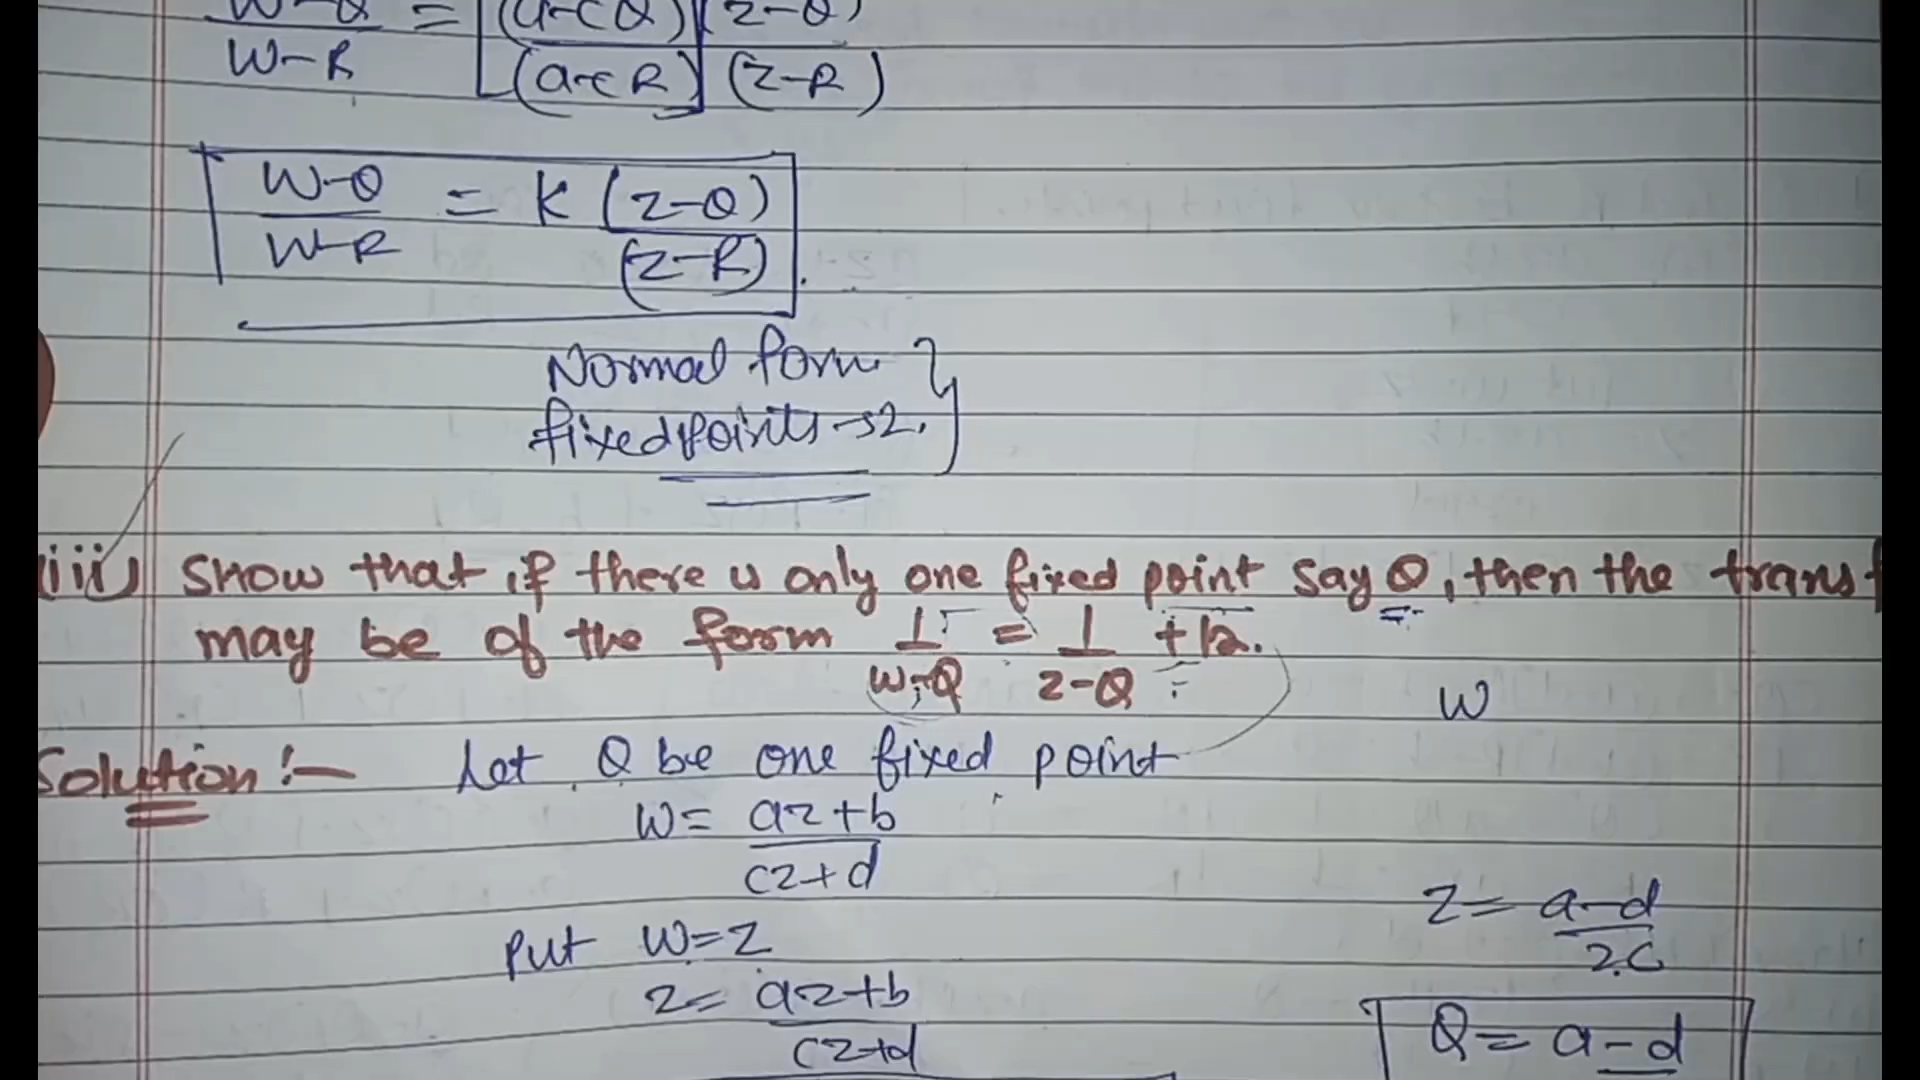 W-Q = (a-cQ) (z-Q)
W-R (a-cR) (z-R)
W-Q = K (z-Q)
W-R (z-R)
Normal form
fixed points → 2.
iii) Show that if there is only one fixed point say Q, then the transf
may be of the form 1 = 1 + k.
W-Q z-Q
W
Solution :- Let Q be one fixed point
W = az+b
cz+d
z = a-d
2c
Put W=z
z = az+b
cz+d
Q = a-d